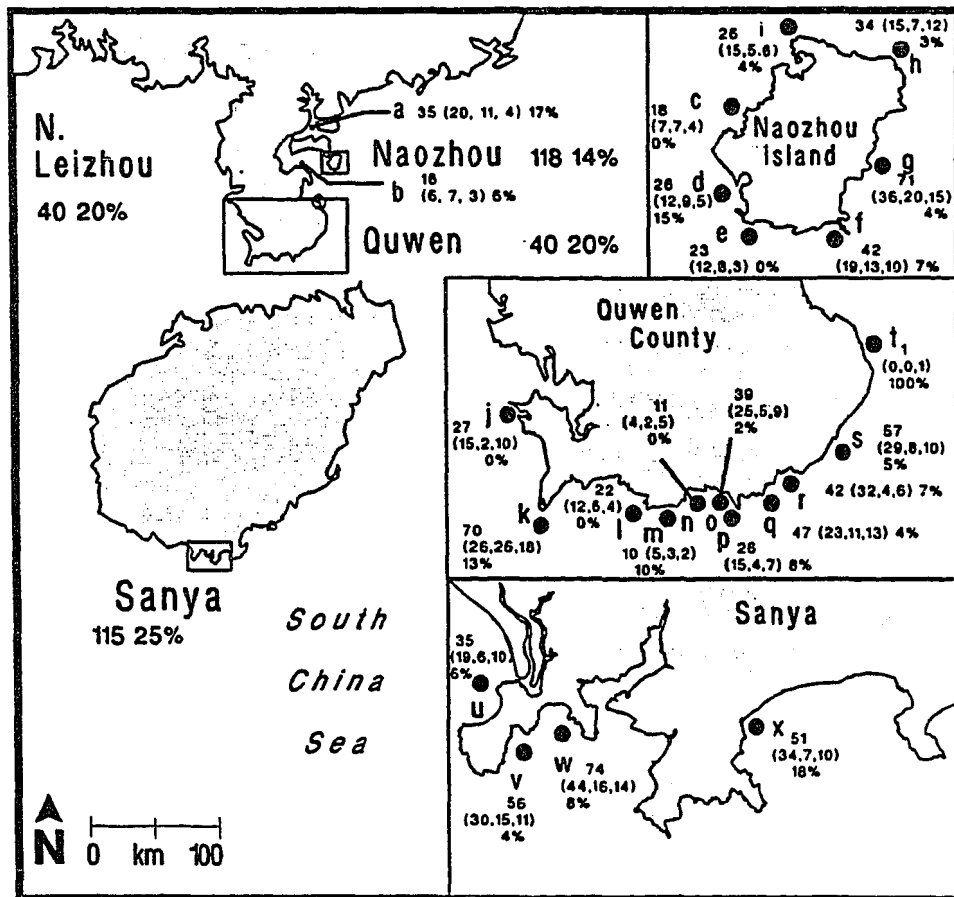 a 35 (20, 11, 4) 17%
N.
Leizhou
40 20%
Naozhou 118 14%
b 16
(6, 7, 3) 6%
Quwen 40 20%
Sanya
115 25%
South
China
Sea
N
0 km 100
i
26
(15,5,6)
4%
34 (15,7,12)
3%
h
c
18
(7,7,4)
0%
Naozhou
Island
g
71
(36,20,15)
4%
d
26
(12,9,5)
15%
e
23
(12,8,3) 0%
f
42
(19,13,10) 7%
Quwen
County
t1
(0,0,1)
100%
j
27
(15,2,10)
0%
11
(4,2,5)
0%
39
(25,5,9)
2%
s
57
(29,8,10)
5%
r
42 (32,4,6) 7%
k
70
(26,26,18)
13%
22
(12,6,4)
0%
l
m
10 (5,3,2)
10%
n
o
p
26
(15,4,7) 8%
q
47 (23,11,13) 4%
Sanya
35
(19,6,10)
6%
u
v
56
(30,15,11)
4%
w 74
(44,16,14)
8%
x 51
(34,7,10)
18%